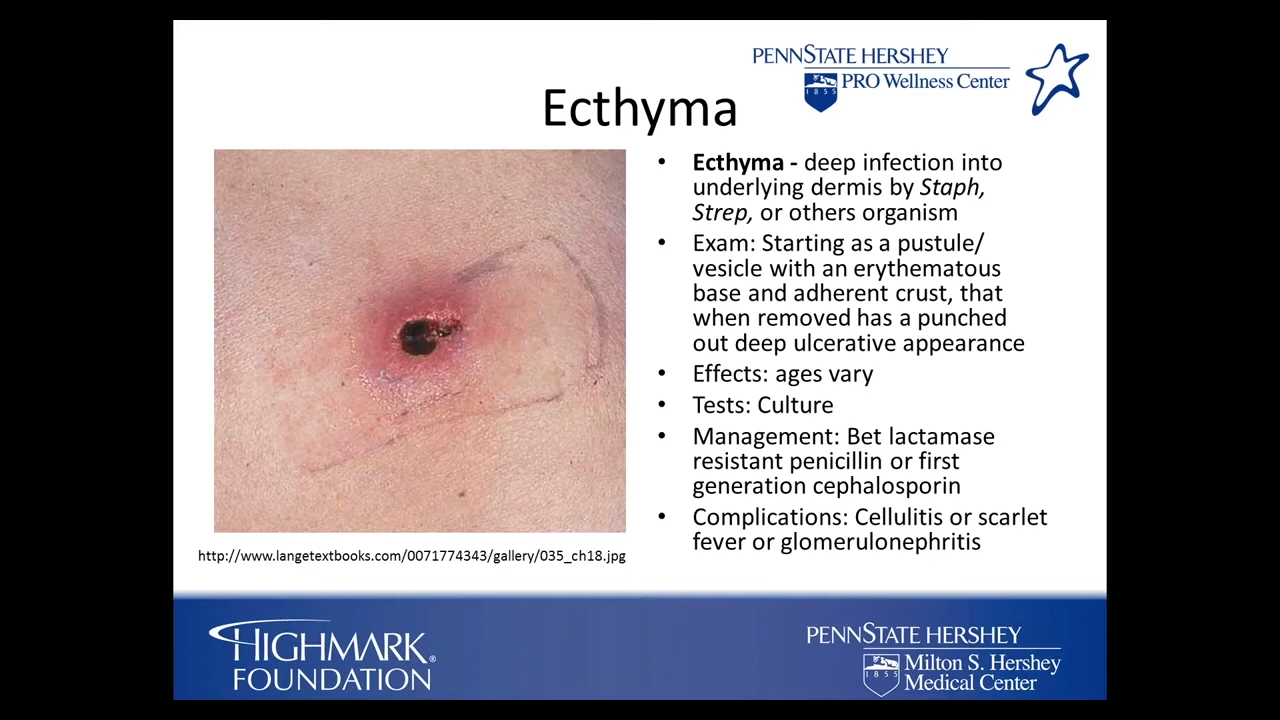 PENNSTATE HERSHEY
PRO Wellness Center
1855
Ecthyma
• Ecthyma - deep infection into
underlying dermis by Staph,
Strep, or others organism
• Exam: Starting as a pustule/
vesicle with an erythematous
base and adherent crust, that
when removed has a punched
out deep ulcerative appearance
• Effects: ages vary
• Tests: Culture
• Management: Bet lactamase
resistant penicillin or first
generation cephalosporin
• Complications: Cellulitis or scarlet
fever or glomerulonephritis
http://www.langetextbooks.com/0071774343/gallery/035_ch18.jpg
HIGHMARK®
FOUNDATION
PENNSTATE HERSHEY
Milton S. Hershey
Medical Center
1855